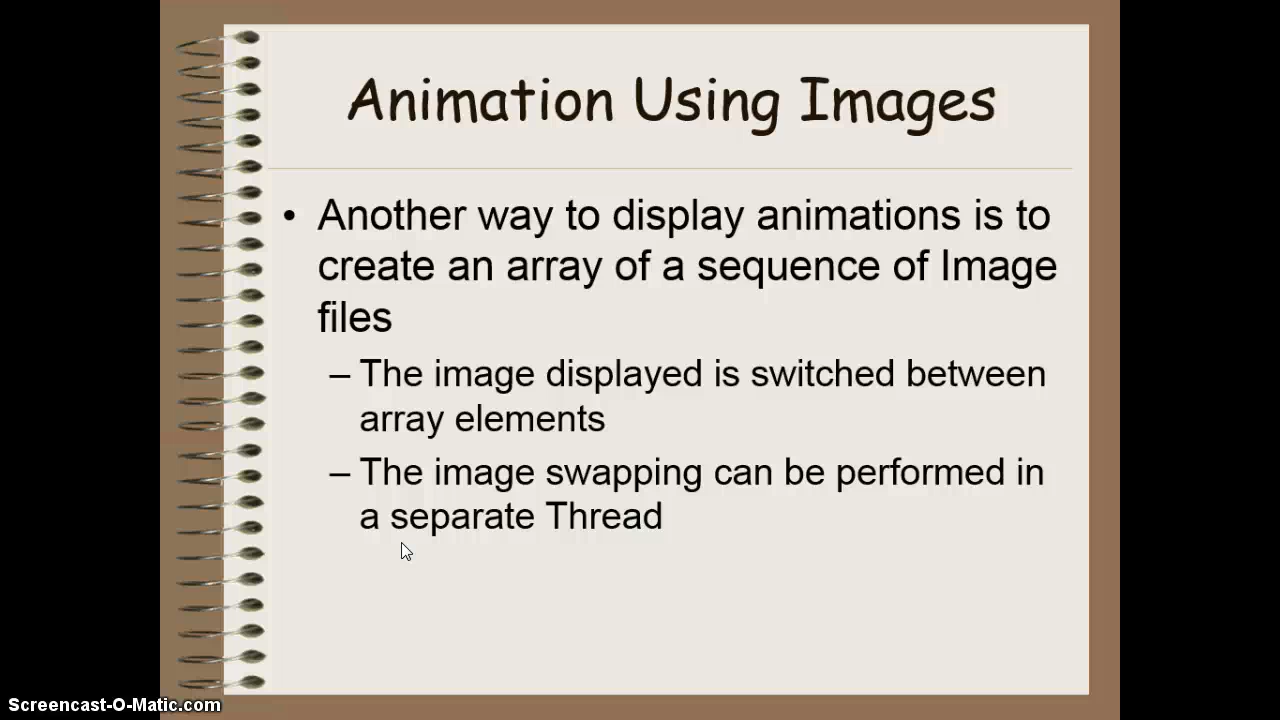 Animation Using Images
• Another way to display animations is to
create an array of a sequence of Image
files
– The image displayed is switched between
array elements
– The image swapping can be performed in
a separate Thread
Screencast-O-Matic.com